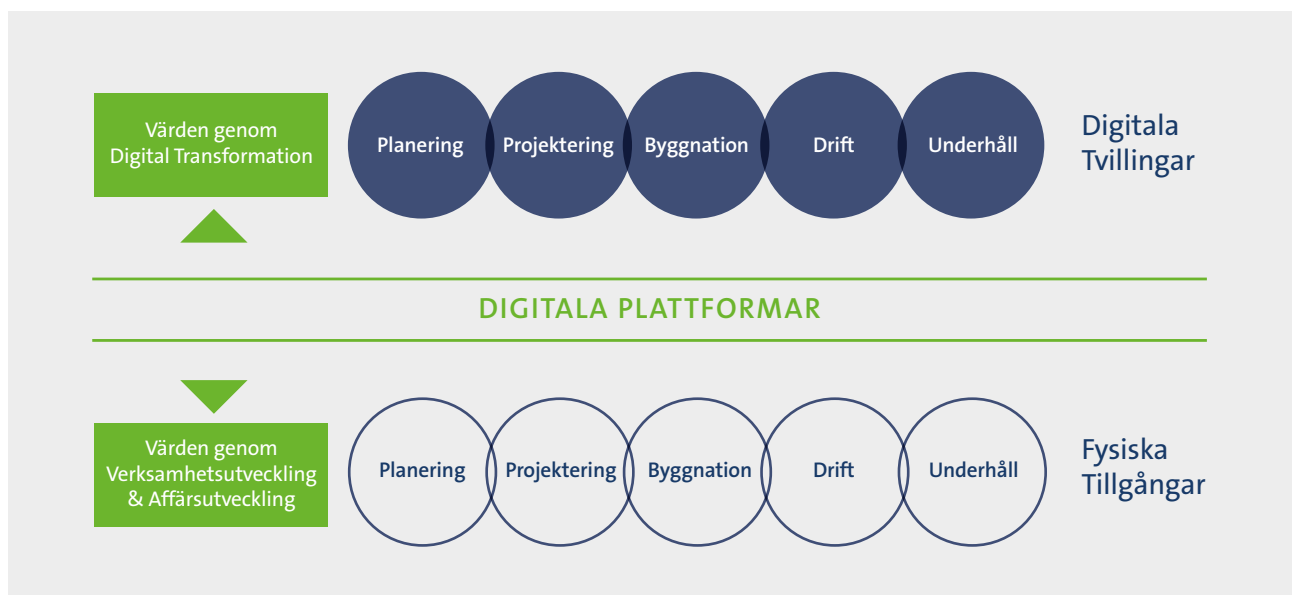 Värden genom
Digital Transformation
Planering
Projektering
Byggnation
Drift
Underhåll
Digitala
Tvillingar
DIGITALA PLATTFORMAR
Värden genom
Verksamhetsutveckling
& Affärsutveckling
Planering
Projektering
Byggnation
Drift
Underhåll
Fysiska
Tillgångar